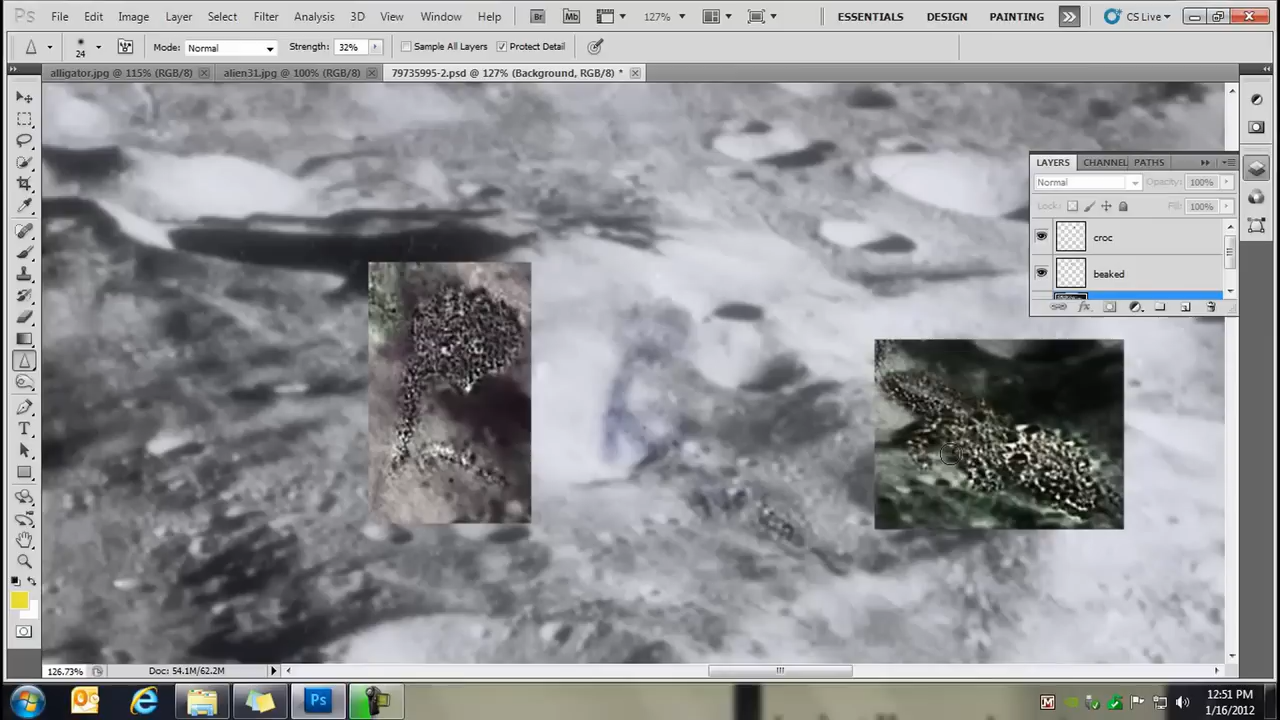 Ps File Edit Image Layer Select Filter Analysis 3D View Window Help Br Mb 127% ESSENTIALS DESIGN PAINTING CS Live
24 Mode: Normal Strength: 32% Sample All Layers Protect Detail
alligator.jpg @ 115% (RGB/8) alien31.jpg @ 100% (RGB/8) 79735995-2.psd @ 127% (Background, RGB/8) *
LAYERS CHANNEL PATHS
Normal Opacity: 100%
Lock: Fill: 100%
croc
beaked
fx
T
126.73% Doc: 54.1M/62.2M
Ps
12:51 PM
1/16/2012